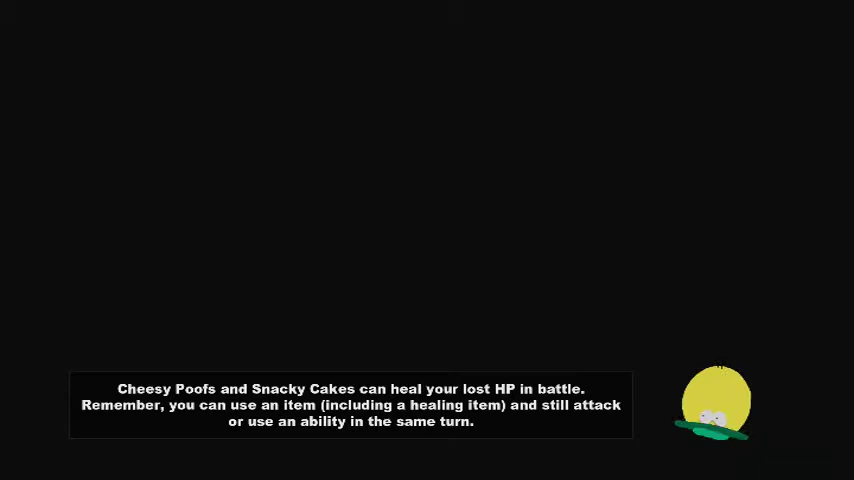 Cheesy Poofs and Snacky Cakes can heal your lost HP in battle.
Remember, you can use an item (including a healing item) and still attack
or use an ability in the same turn.